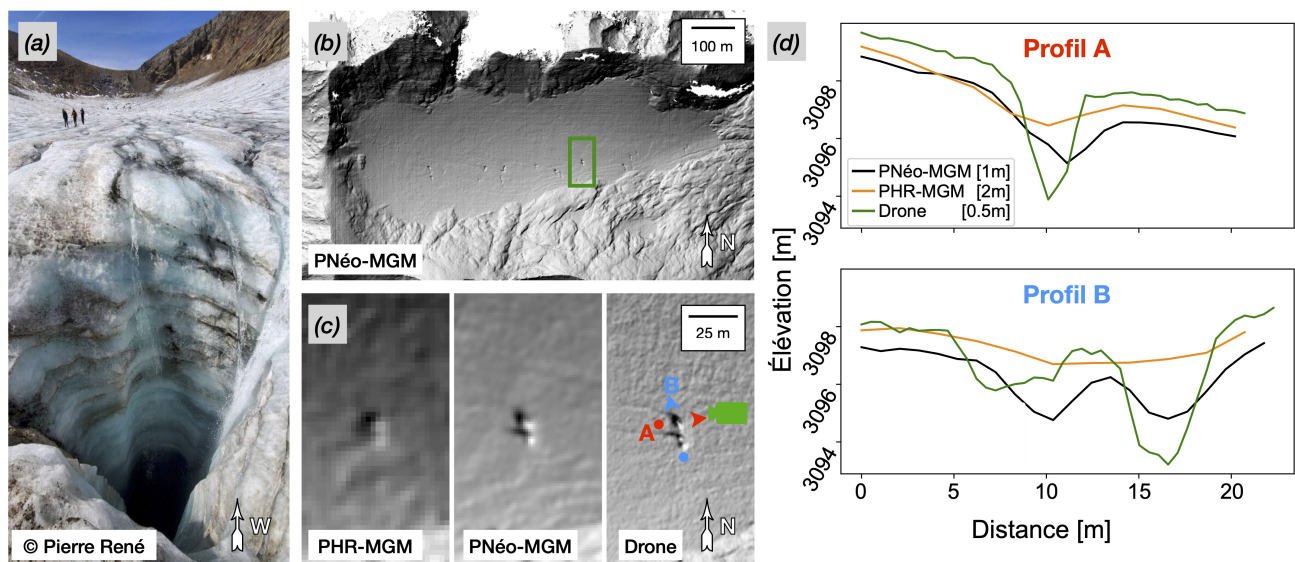 (a)
W
© Pierre René
(b)
100 m
N
PNéo-MGM
(c)
25 m
B
A
N
PHR-MGM
PNéo-MGM
Drone
(d)
Profil A
3098
3096
3094
PNéo-MGM [1m]
PHR-MGM [2m]
Drone [0.5m]
Élévation [m]
Profil B
3098
3096
3094
0 5 10 15 20
Distance [m]